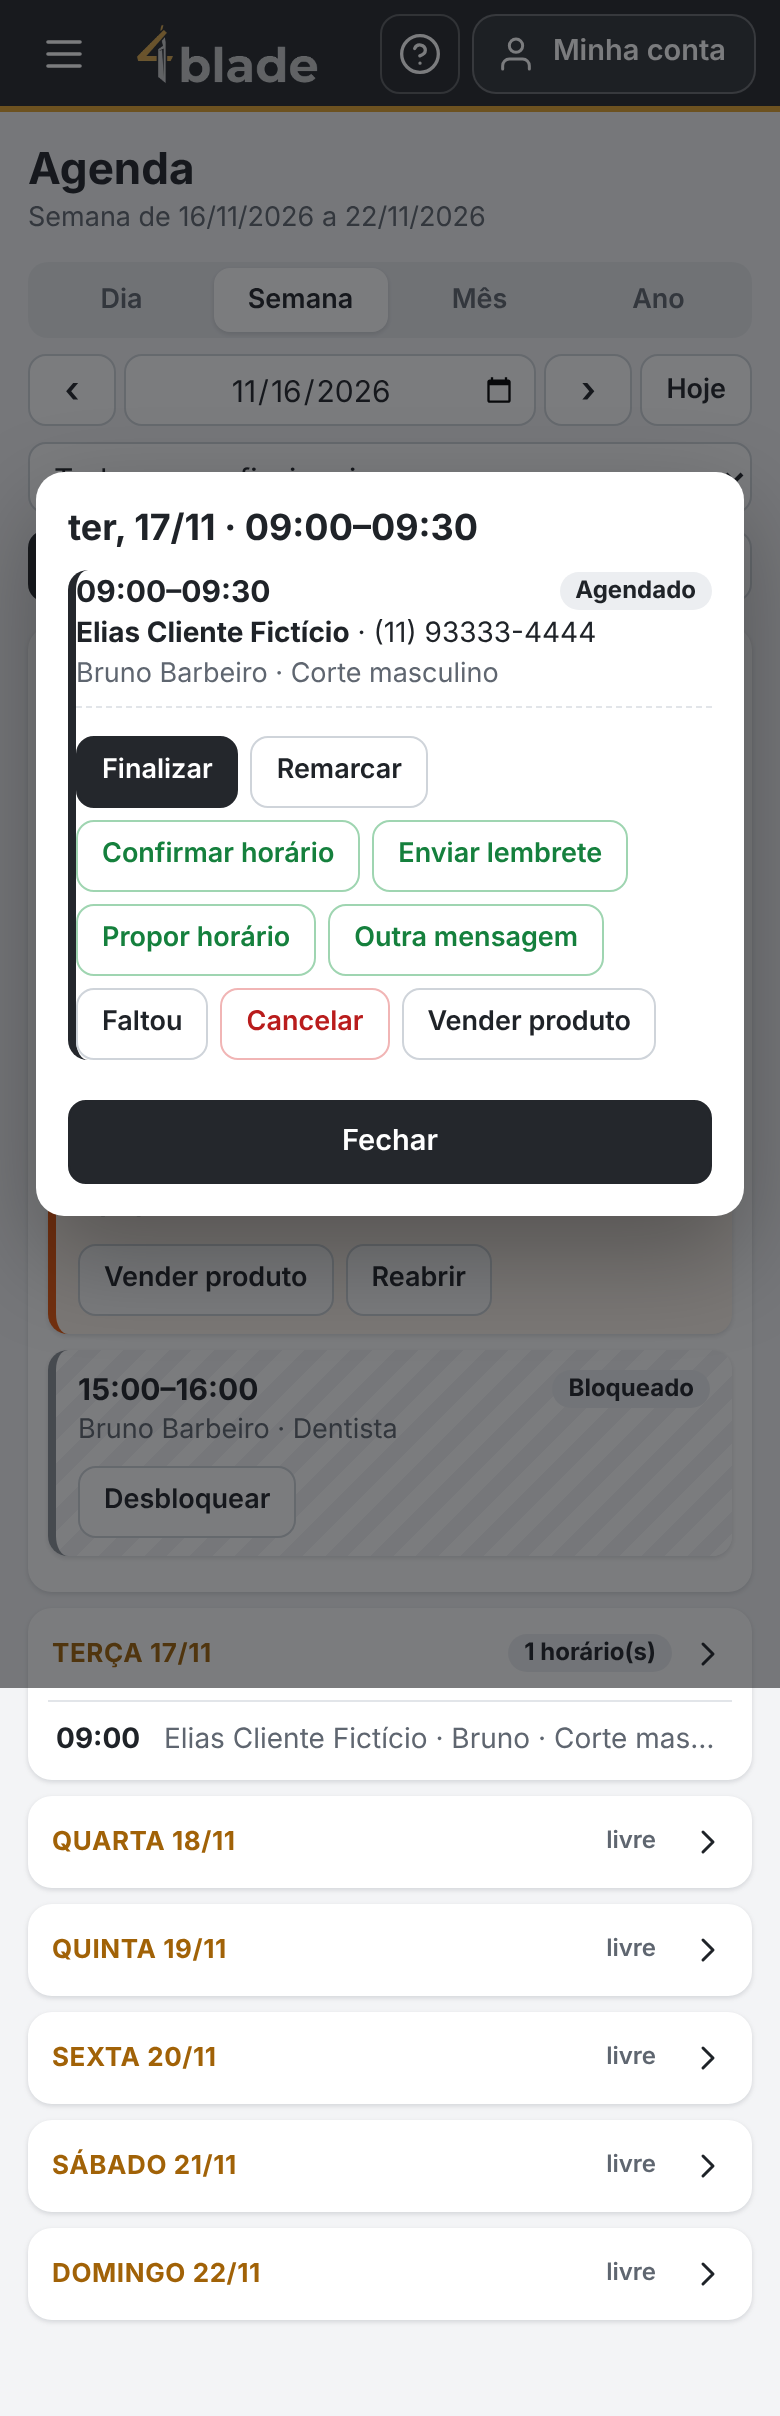 4blade
Minha conta
Agenda
Semana de 16/11/2026 a 22/11/2026
Dia
Semana
Mês
Ano
‹
11/16/2026
›
Hoje
ter, 17/11 · 09:00–09:30
09:00–09:30
Agendado
Elias Cliente Fictício · (11) 93333-4444
Bruno Barbeiro · Corte masculino
Finalizar
Remarcar
Confirmar horário
Enviar lembrete
Propor horário
Outra mensagem
Faltou
Cancelar
Vender produto
Fechar
Vender produto
Reabrir
15:00–16:00
Bloqueado
Bruno Barbeiro · Dentista
Desbloquear
TERÇA 17/11
1 horário(s)
09:00 Elias Cliente Fictício · Bruno · Corte mas...
QUARTA 18/11
livre
QUINTA 19/11
livre
SEXTA 20/11
livre
SÁBADO 21/11
livre
DOMINGO 22/11
livre